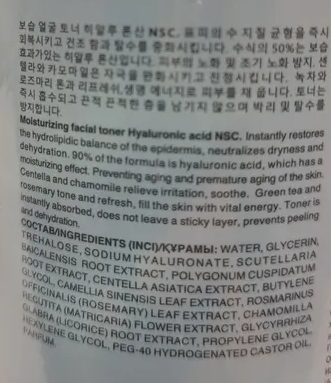 보습 얼굴 토너 히알루 론산 NSC. 표피의 수 지질 균형을 즉시
회복시키고 건조 함과 탈수를 중화시킵니다. 수식의 50%는 보습
효과가있는 히알루 론산입니다. 피부의 노화 및 조기 노화 방지. 센
텔라와 카모마일은 자극을 완화시키고 진정시킵니다. 녹차와
로즈마리 톤과 리프레쉬,생명 에너지로 피부를 채 웁니다. 토너는
즉시 흡수되고 끈적 끈적한 층을 남기지 않으며 박리 및 탈수를
방지합니다.
Moisturizing facial toner Hyaluronic acid NSC. Instantly restores
the hydrolipidic balance of the epidermis, neutralizes dryness and
dehydration. 90% of the formula is hyaluronic acid, which has a
moisturizing effect. Preventing aging and premature aging of the skin.
Centella and chamomile relieve irritation, soothe. Green tea and
rosemary tone and refresh, fill the skin with vital energy. Toner is
instantly absorbed, does not leave a sticky layer, prevents peeling
and dehydration.
СОСТАВ/INGREDIENTS (INCI)/ҚҰРАМЫ: WATER, GLYCERIN,
TREHALOSE, SODIUM HYALURONATE, SCUTELLARIA
BAICALENSIS ROOT EXTRACT, POLYGONUM CUSPIDATUM
ROOT EXTRACT, CENTELLA ASIATICA EXTRACT, BUTYLENE
GLYCOL, CAMELLIA SINENSIS LEAF EXTRACT, ROSMARINUS
OFFICINALIS (ROSEMARY) LEAF EXTRACT, CHAMOMILLA
RECUTITA (MATRICARIA) FLOWER EXTRACT, GLYCYRRHIZA
GLABRA (LICORICE) ROOT EXTRACT, PROPYLENE GLYCOL,
HEXYLENE GLYCOL, PEG-40 HYDROGENATED CASTOR OIL,
PARFUM.